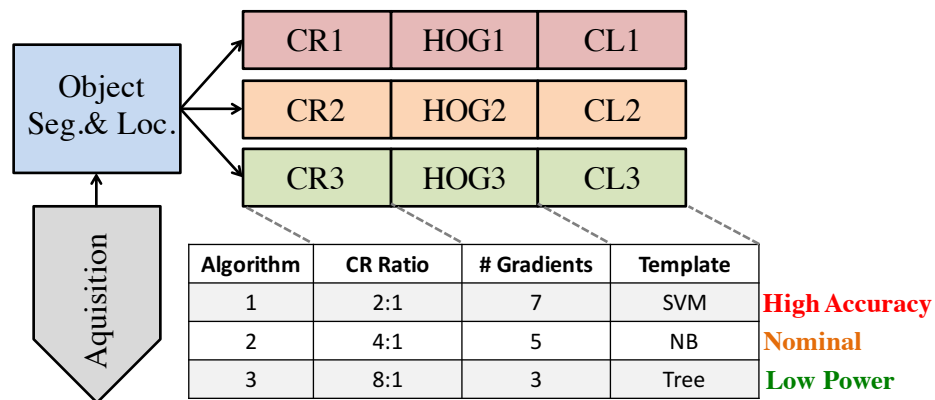 CR1 HOG1 CL1
Object
Seg.& Loc.
CR2 HOG2 CL2
CR3 HOG3 CL3
Aquisition
Algorithm CR Ratio # Gradients Template
1 2:1 7 SVM High Accuracy
2 4:1 5 NB Nominal
3 8:1 3 Tree Low Power